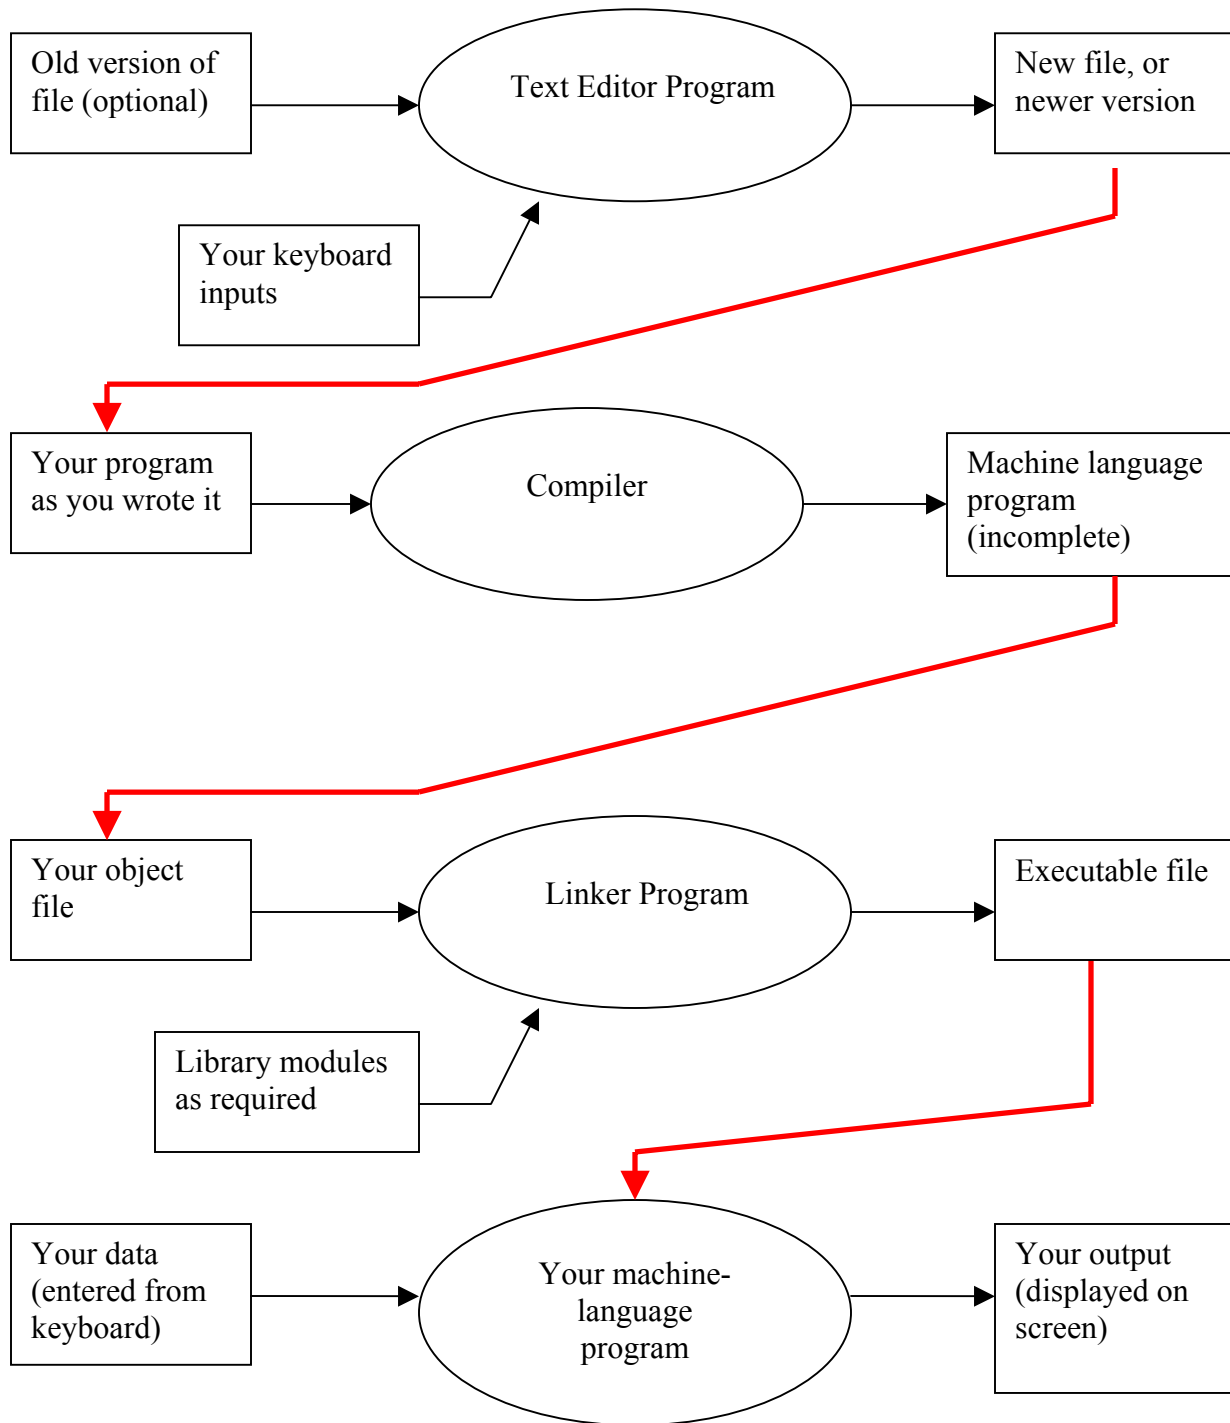 Old version of
file (optional)
Text Editor Program
New file, or
newer version
Your keyboard
inputs
Your program
as you wrote it
Compiler
Machine language
program
(incomplete)
Your object
file
Linker Program
Executable file
Library modules
as required
Your data
(entered from
keyboard)
Your machine-
language
program
Your output
(displayed on
screen)